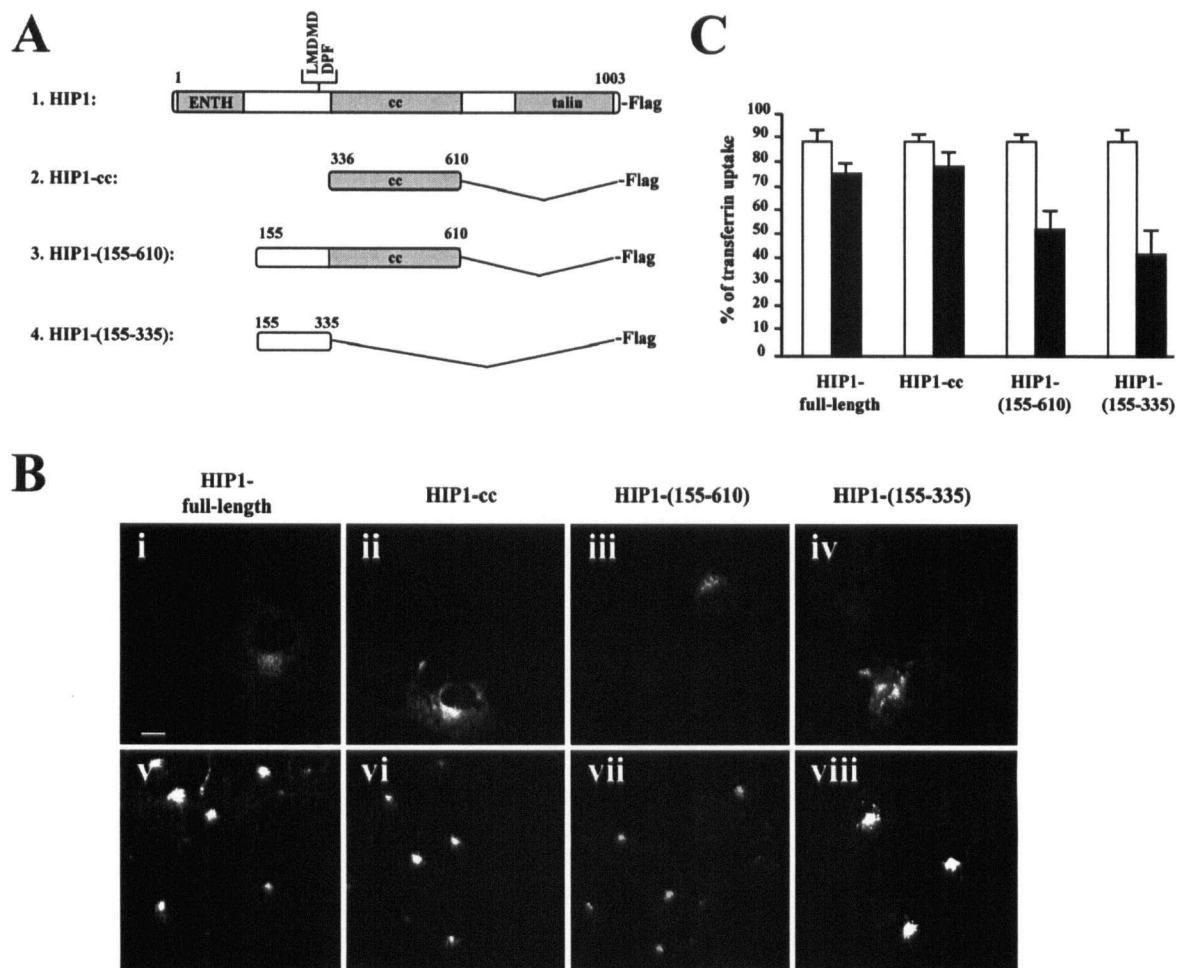 A
LMDMD
DPF
1
1003
1. HIP1:
ENTH
cc
talin
-Flag
336
610
2. HIP1-cc:
cc
-Flag
155
610
3. HIP1-(155-610):
cc
-Flag
155
335
4. HIP1-(155-335):
-Flag
C
% of transferrin uptake
100
90
80
70
60
50
40
30
20
10
0
HIP1-
full-length
HIP1-cc
HIP1-
(155-610)
HIP1-
(155-335)
B
HIP1-
full-length
HIP1-cc
HIP1-(155-610)
HIP1-(155-335)
i
ii
iii
iv
v
vi
vii
viii